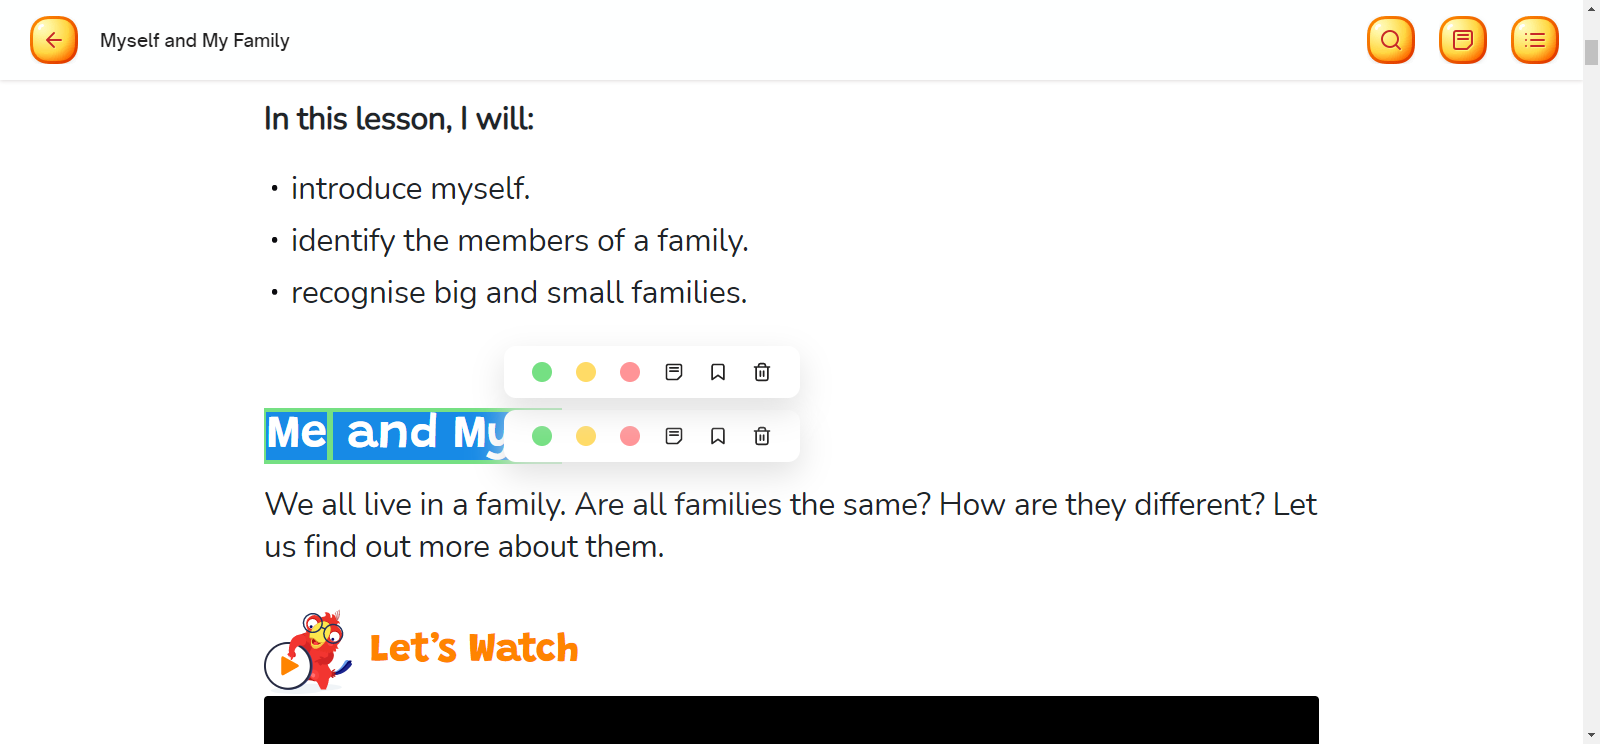 Myself and My Family
In this lesson, I will:
• introduce myself.
• identify the members of a family.
• recognise big and small families.
Me and My
We all live in a family. Are all families the same? How are they different? Let
us find out more about them.
Let's Watch